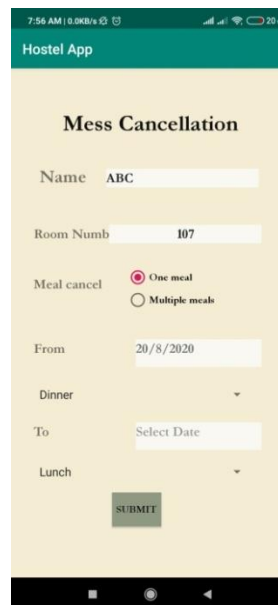 7:56 AM | 0.0KB/s
20
Hostel App
Mess Cancellation
Name ABC
Room Numb 107
Meal cancel One meal
Multiple meals
From 20/8/2020
Dinner
To Select Date
Lunch
SUBMIT